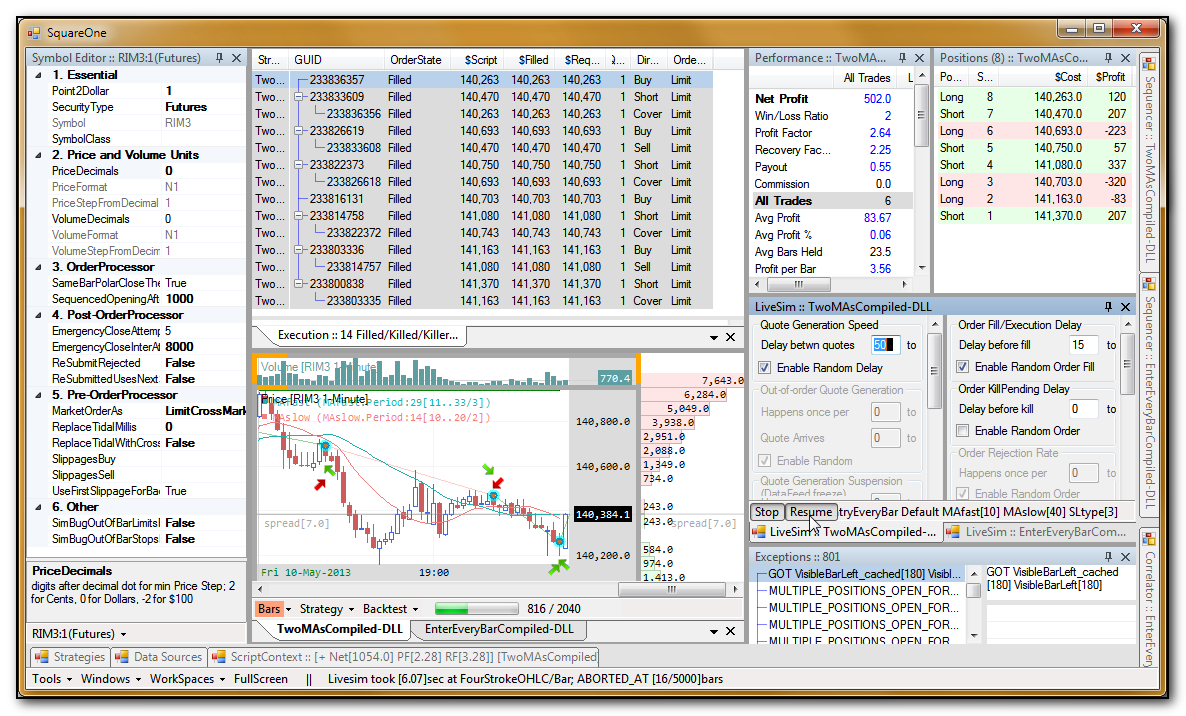 SquareOne
Symbol Editor :: RIM3:1(Futures)
1. Essential
Point2Dollar 1
SecurityType Futures
Symbol RIM3
SymbolClass
2. Price and Volume Units
PriceDecimals 0
PriceFormat N1
PriceStepFromDecimal 1
VolumeDecimals 0
VolumeFormat N1
VolumeStepFromDecim 1
3. OrderProcessor
SameBarPolarCloseThe True
SequencedOpeningAft 1000
4. Post-OrderProcessor
EmergencyCloseAttemp 5
EmergencyCloseInterAt 8000
ReSubmitRejected False
ReSubmittedUsesNext False
5. Pre-OrderProcessor
MarketOrderAs LimitCrossMark
ReplaceTidalMillis 0
ReplaceTidalWithCross False
SlippagesBuy
SlippagesSell
UseFirstSlippageForBac True
6. Other
SimBugOutOfBarLimitsI False
SimBugOutOfBarStops False
PriceDecimals
digits after decimal dot for min Price Step; 2
for Cents, 0 for Dollars, -2 for $100
RIM3:1(Futures)
Str... GUID OrderState $Script $Filled $Req... Dir... Orde...
Two... 233836357 Filled 140,263 140,263 140,263 1 Buy Limit
Two... 233833609 Filled 140,470 140,470 140,470 1 Short Limit
Two... 233836356 Filled 140,263 140,263 140,263 1 Cover Limit
Two... 233826619 Filled 140,693 140,693 140,693 1 Buy Limit
Two... 233833608 Filled 140,470 140,470 140,470 1 Sell Limit
Two... 233822373 Filled 140,750 140,750 140,750 1 Short Limit
Two... 233826618 Filled 140,693 140,693 140,693 1 Cover Limit
Two... 233816131 Filled 140,703 140,703 140,703 1 Buy Limit
Two... 233814758 Filled 141,080 141,080 141,080 1 Short Limit
Two... 233822372 Filled 140,743 140,743 140,743 1 Cover Limit
Two... 233803336 Filled 141,163 141,163 141,163 1 Buy Limit
Two... 233814757 Filled 141,080 141,080 141,080 1 Sell Limit
Two... 233800838 Filled 141,370 141,370 141,370 1 Short Limit
Two... 233803335 Filled 141,163 141,163 141,163 1 Cover Limit
Execution :: 14 Filled/Killed/Killer...
Volume [RIM3 1-Minute]
770.4
Price [RIM3 1-Minute]
MAfast.Period:29[11..33/3])
MAslow (MAslow.Period:14[10..20/2])
140,800.0
140,600.0
140,384.1
140,200.0
spread[7.0]
Fri 10-May-2013 19:00
7,643.0
6,284.0
5,049.0
3,938.0
2,951.0
2,088.0
1,349.0
734.0
243.0
243.0 spread[7.0]
584.0
974.0
1,413.0
Bars Strategy Backtest 816 / 2040
TwoMAsCompiled-DLL EnterEveryBarCompiled-DLL
Performance :: TwoMA...
All Trades L
Net Profit 502.0
Win/Loss Ratio 2
Profit Factor 2.64
Recovery Fac... 2.25
Payout 0.55
Commission 0.0
All Trades 6
Avg Profit 83.67
Avg Profit % 0.06
Avg Bars Held 23.5
Profit per Bar 3.56
Positions (8) :: TwoMAsCo...
Po... S... $Cost $Profit
Long 8 140,263.0 120
Short 7 140,470.0 207
Long 6 140,693.0 -223
Short 5 140,750.0 57
Short 4 141,080.0 337
Long 3 140,703.0 -320
Long 2 141,163.0 -83
Short 1 141,370.0 207
LiveSim :: TwoMAsCompiled-DLL
Quote Generation Speed
Delay betwn quotes 50 to
Enable Random Delay
Out-of-order Quote Generation
Happens once per 0 to
Quote Arrives 0 to
Enable Random
Quote Generation Suspension
(DataFeed freeze)
Order Fill/Execution Delay
Delay before fill 15 to
Enable Random Order Fill
Order KillPending Delay
Delay before kill 0 to
Enable Random Order
Order Rejection Rate
Happens once per 0 to
Enable Random Order
Stop Resume tryEveryBar Default MAfast[10] MAslow[40] SLtype[3]
LiveSim :: TwoMAsCompiled-... LiveSim :: EnterEveryBarCom...
Exceptions :: 801
GOT VisibleBarLeft_cached[180] Visibl...
MULTIPLE_POSITIONS_OPEN_FOR...
MULTIPLE_POSITIONS_OPEN_FOR...
MULTIPLE_POSITIONS_OPEN_FOR...
MULTIPLE_POSITIONS_OPEN_FOR...
GOT VisibleBarLeft_cached
[180] VisibleBarLeft[180]
Sequencer :: TwoMAsCompiled-DLL
Sequencer :: EnterEveryBarCompiled-DLL
Correlator :: EnterEvery
Strategies Data Sources ScriptContext :: [+ Net[1054.0] PF[2.28] RF[3.28]] [TwoMAsCompiled
Tools Windows WorkSpaces FullScreen || Livesim took [6.07]sec at FourStrokeOHLC/Bar; ABORTED_AT [16/5000]bars